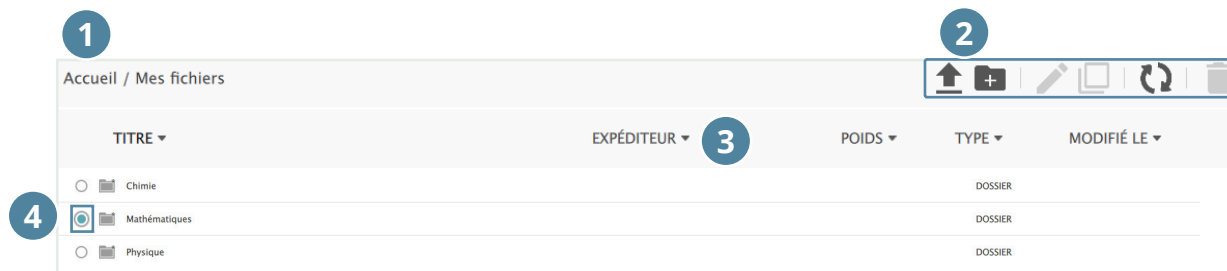 1
2
Accueil / Mes fichiers
TITRE EXPÉDITEUR 3 POIDS TYPE MODIFIÉ LE
Chimie DOSSIER
4 Mathématiques DOSSIER
Physique DOSSIER